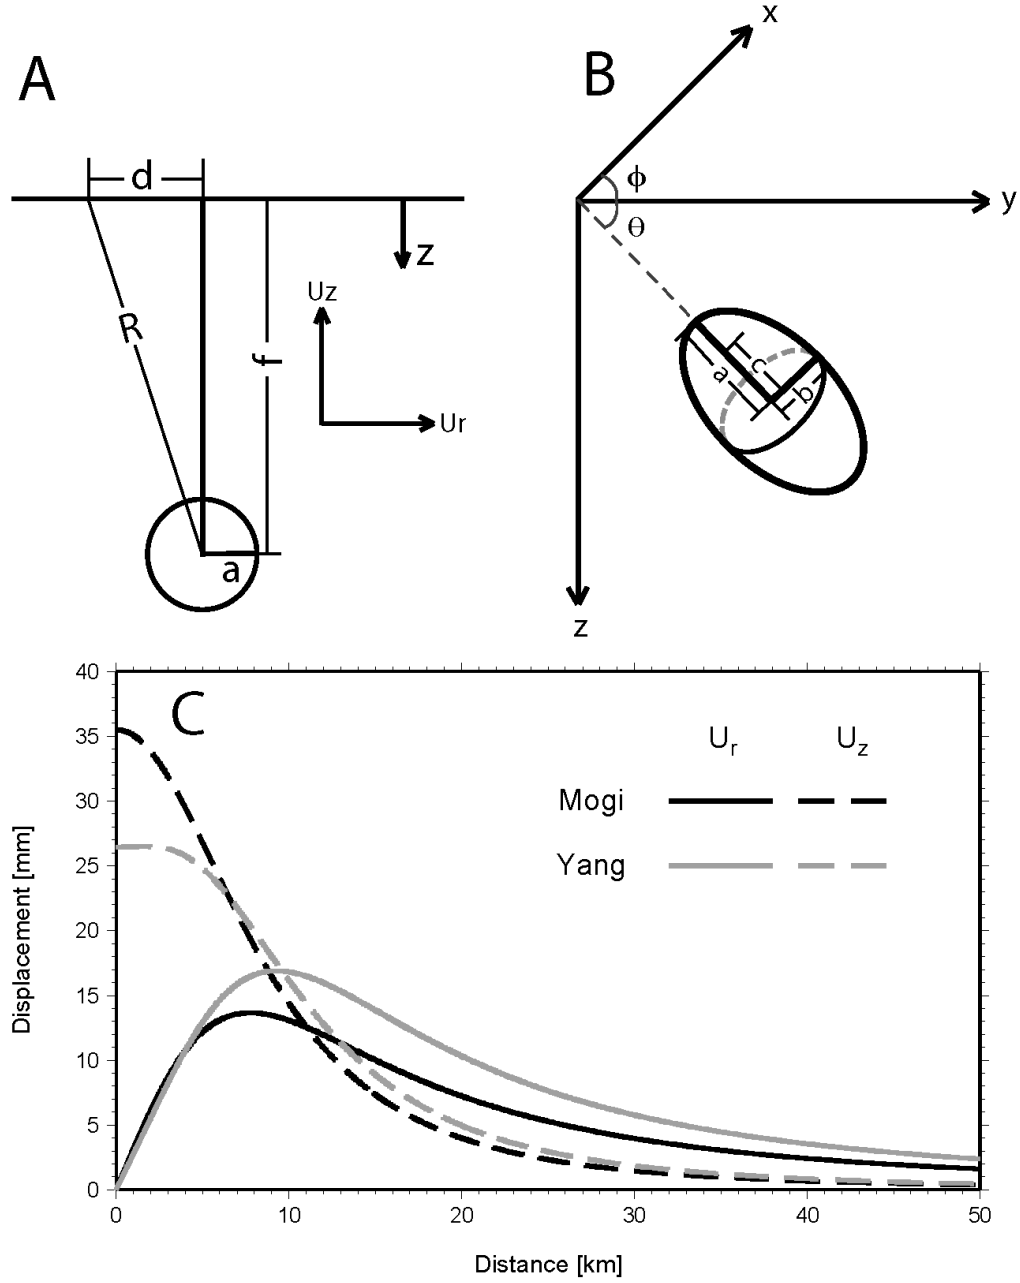 A
d
z
R
f
Uz
Ur
a
B
x
ϕ
y
θ
a
c
b
z
C
Displacement [mm]
40
35
30
25
20
15
10
5
0
Ur Uz
Mogi
Yang
0 10 20 30 40 50
Distance [km]